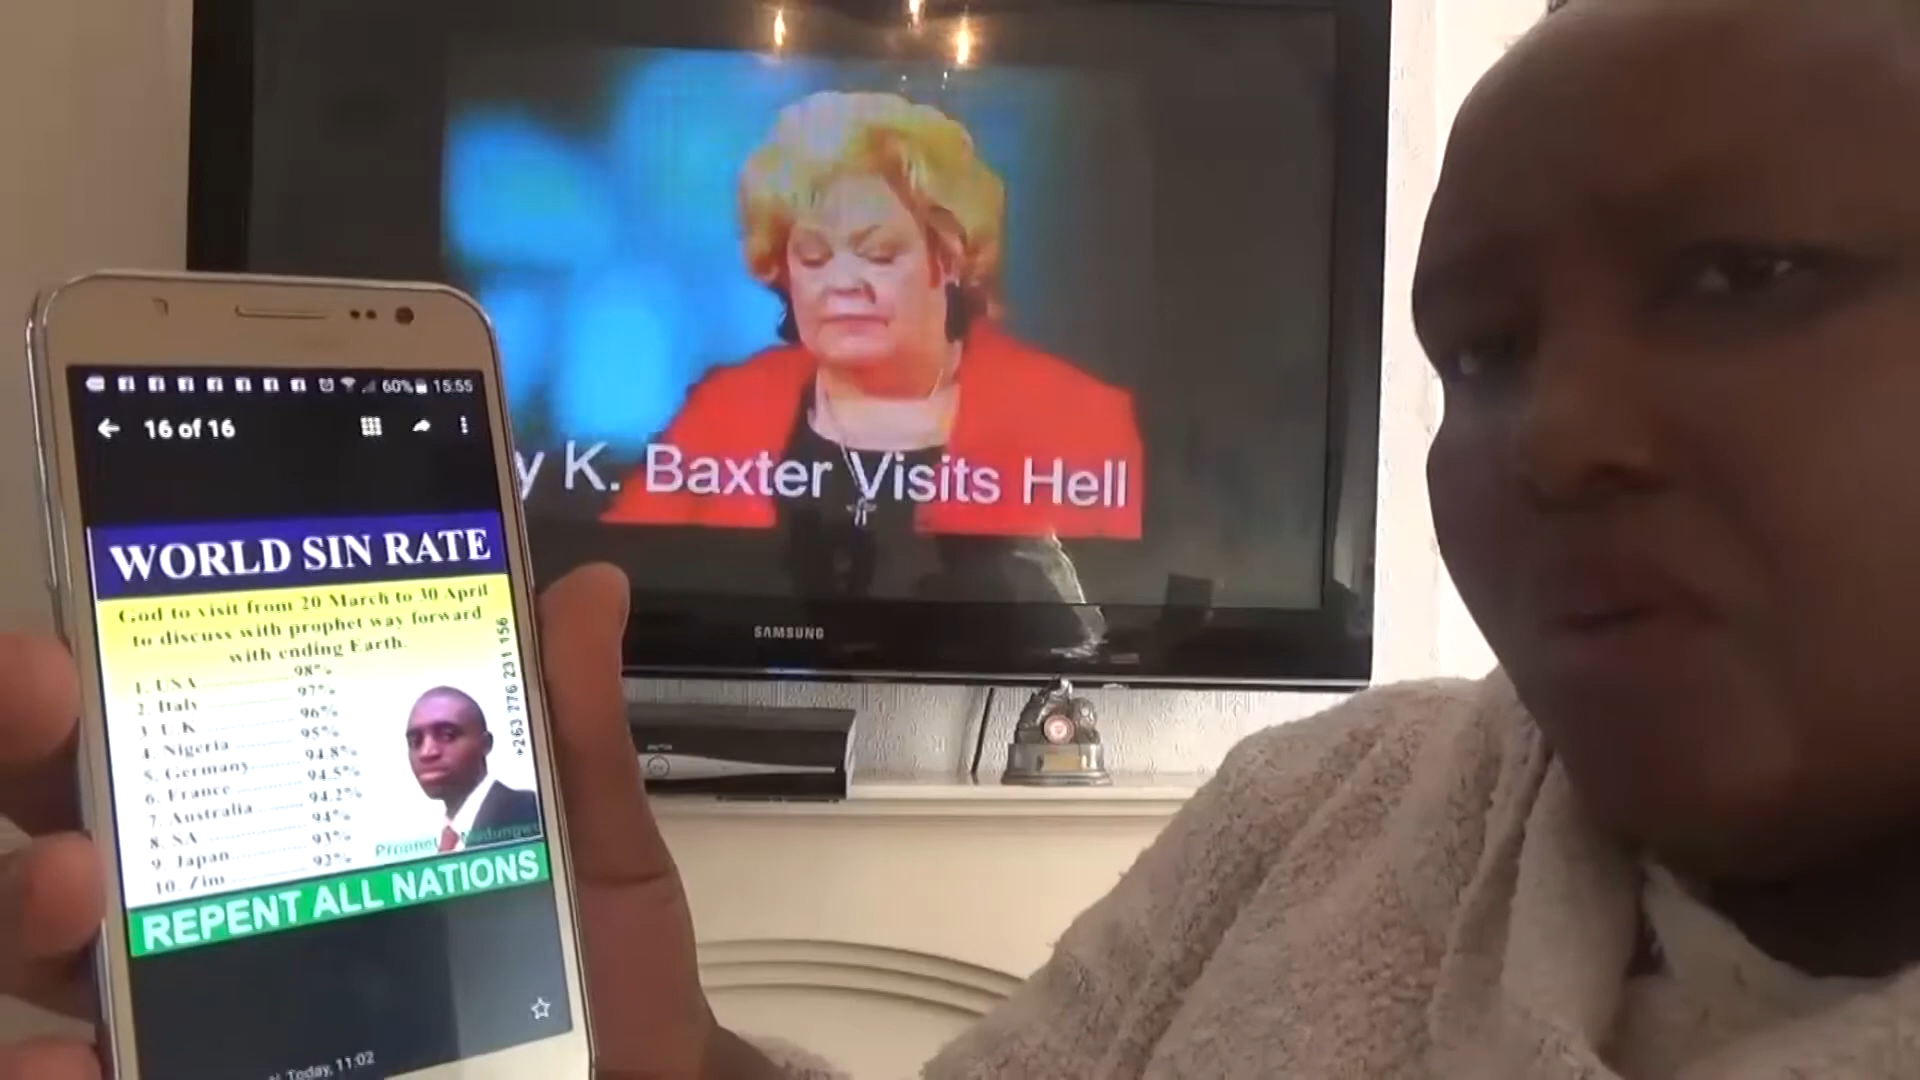 60% 15:55
16 of 16
WORLD SIN RATE
God to visit from 20 March to 30 April
to discuss with prophet way forward
with ending Earth.
1. USA 98%
2. Italy 97%
3. U.K 96%
4. Nigeria 95%
5. Germany 94.8%
6. France 94.5%
7. Australia 94.2%
8. SA 94%
9. Japan 93%
10. Zim 92%
+263 776 231 156
Prophet Madungwe
REPENT ALL NATIONS
Today, 11:02
y K. Baxter Visits Hell
SAMSUNG